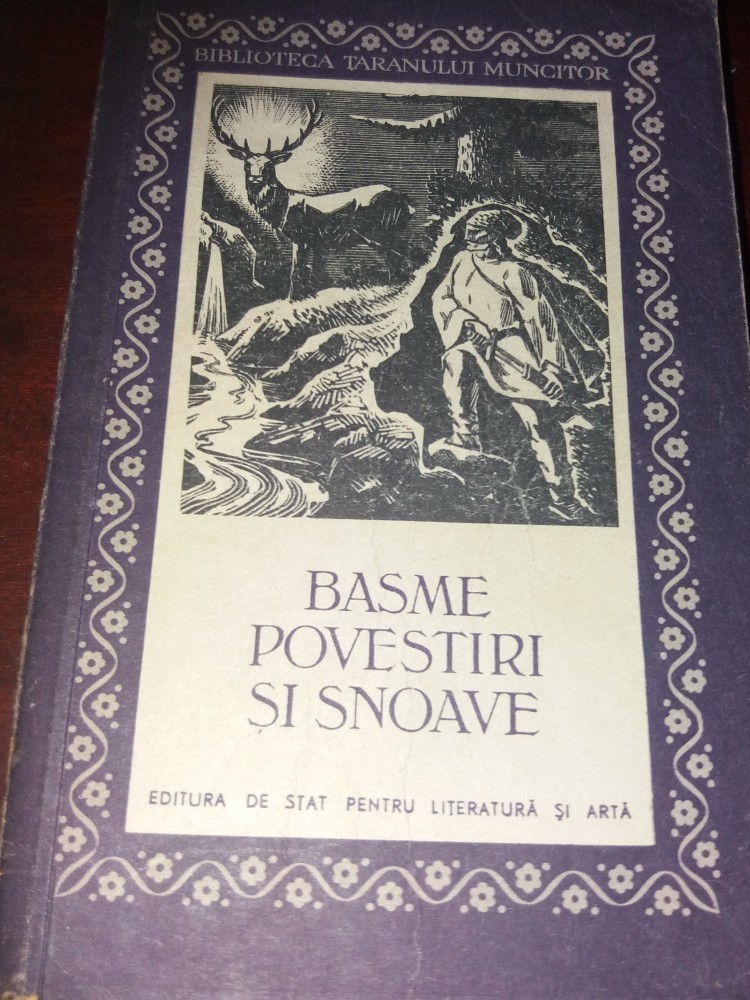 BIBLIOTECA ȚARANULUI MUNCITOR
BASME
POVESTIRI
ȘI SNOAVE
EDITURA DE STAT PENTRU LITERATURĂ ȘI ARTĂ